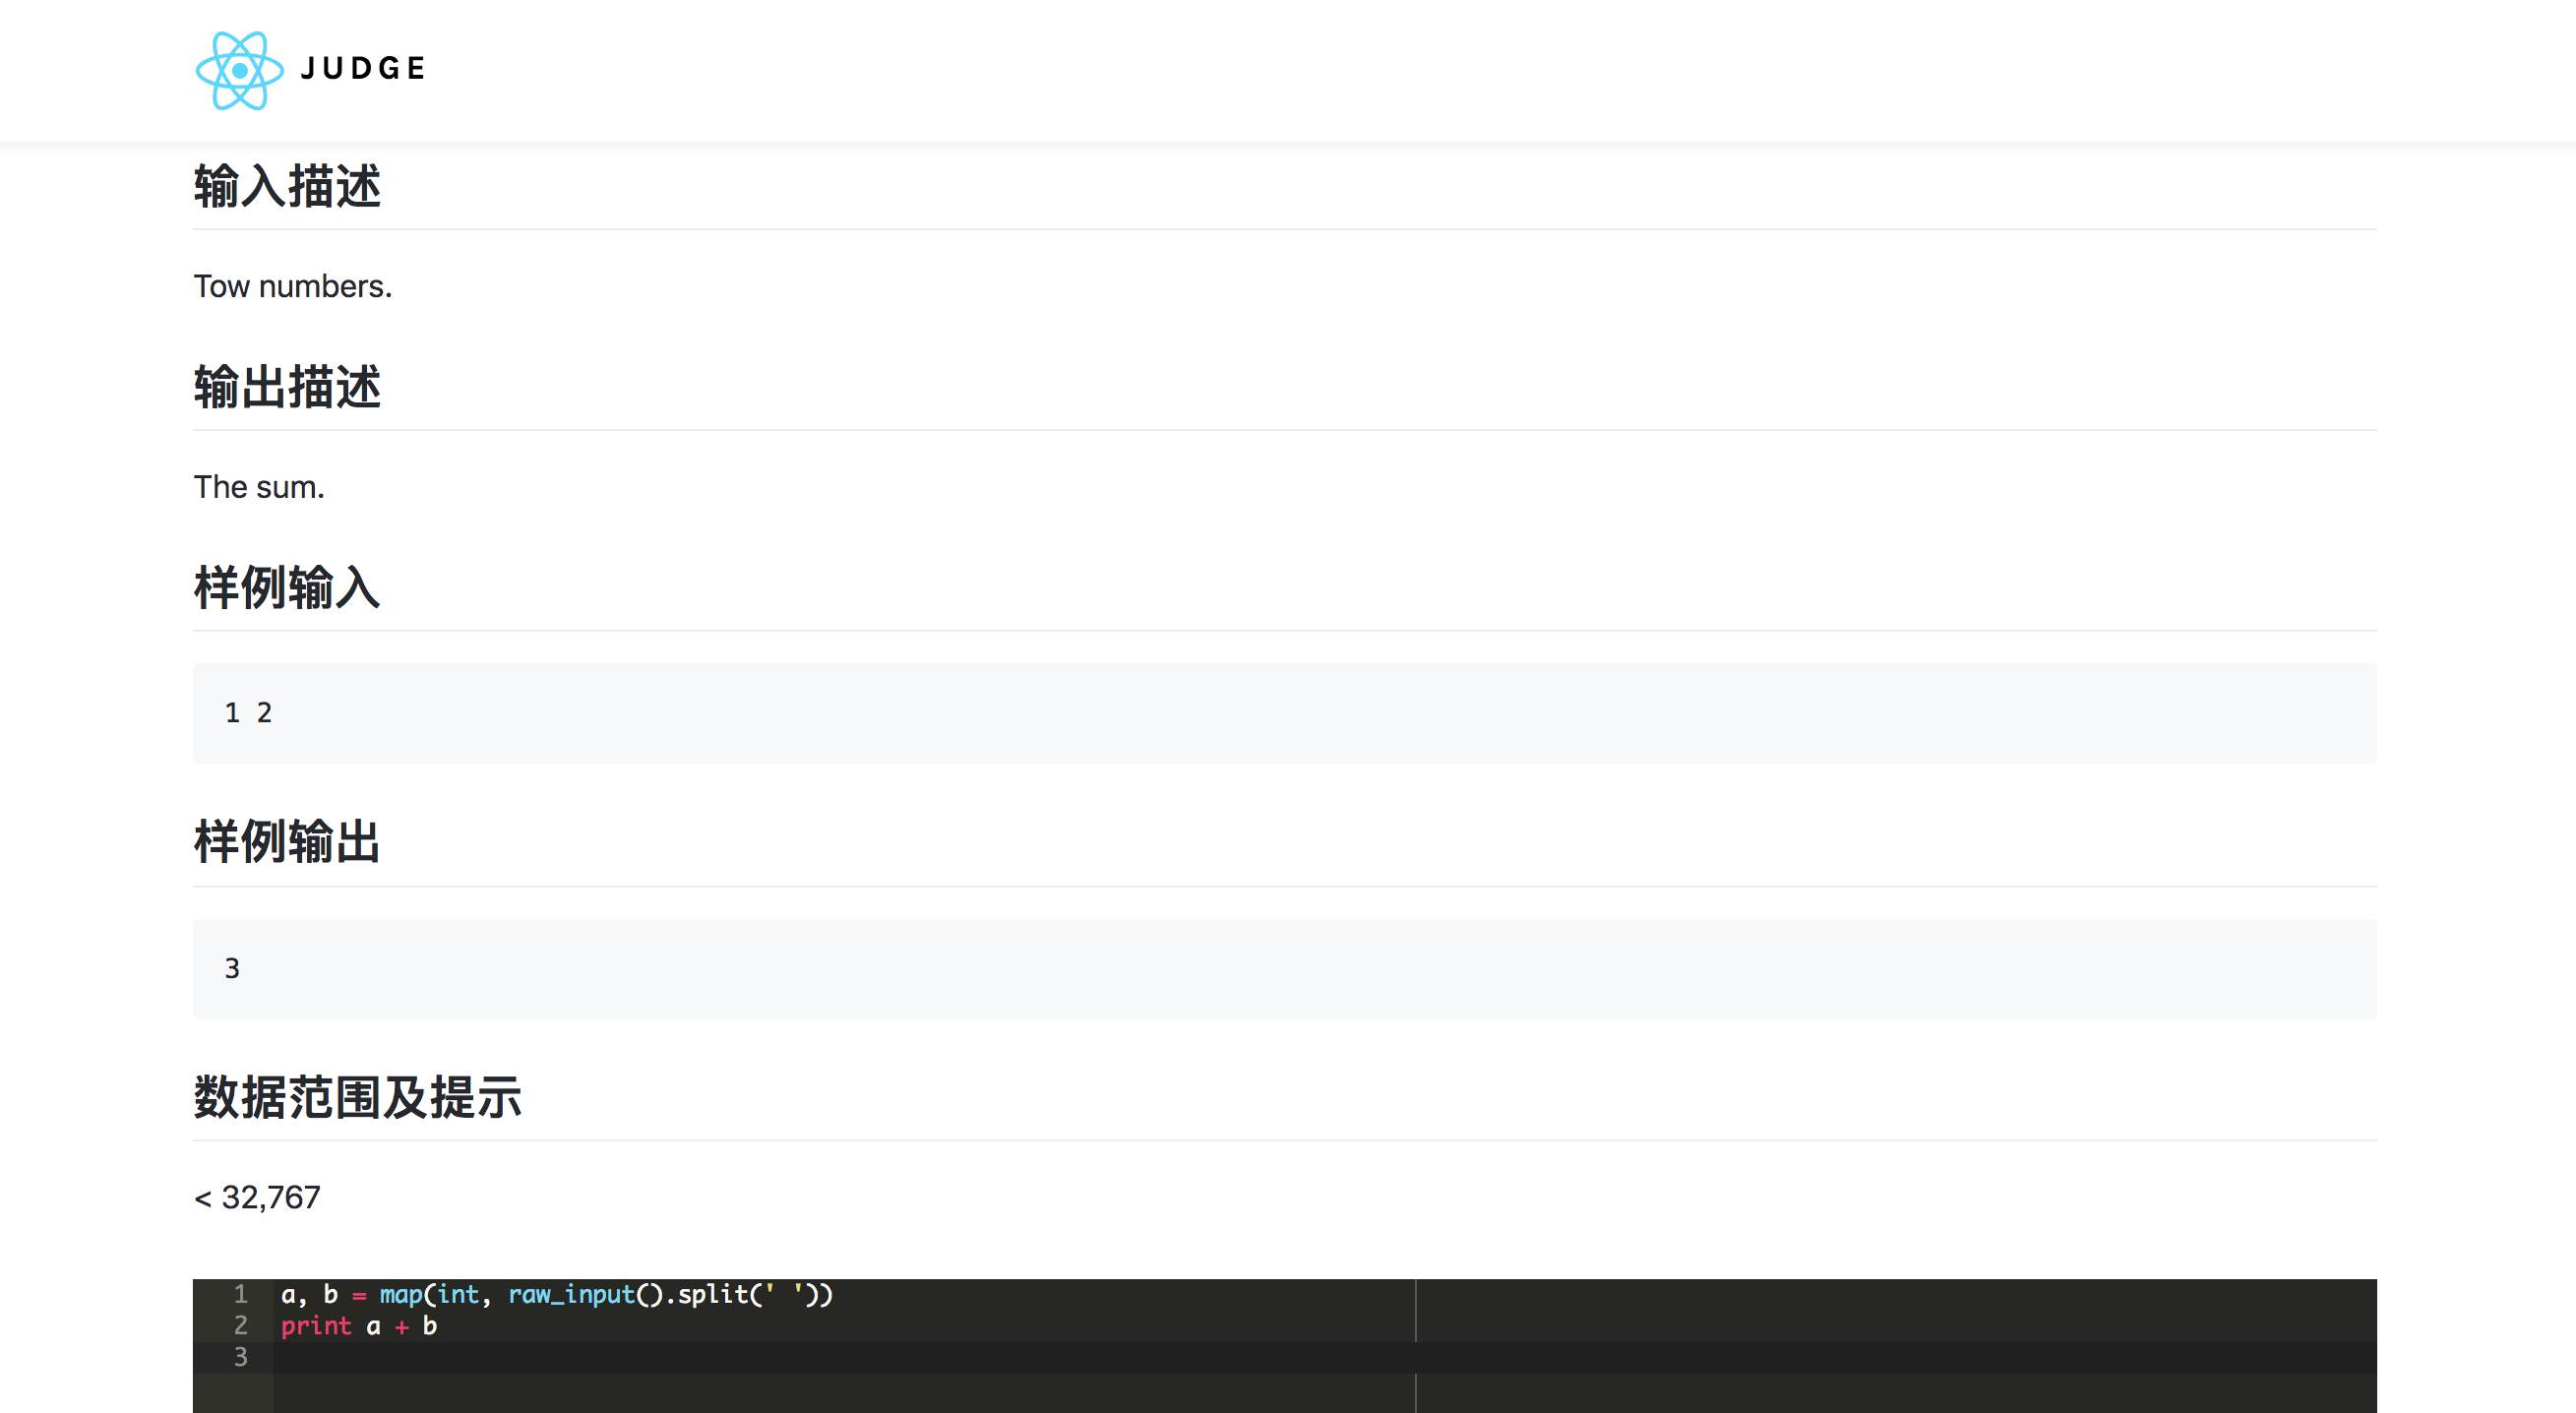 JUDGE
输入描述
Tow numbers.
输出描述
The sum.
样例输入
1 2
样例输出
3
数据范围及提示
< 32,767
1 a, b = map(int, raw_input().split(' '))
2 print a + b
3